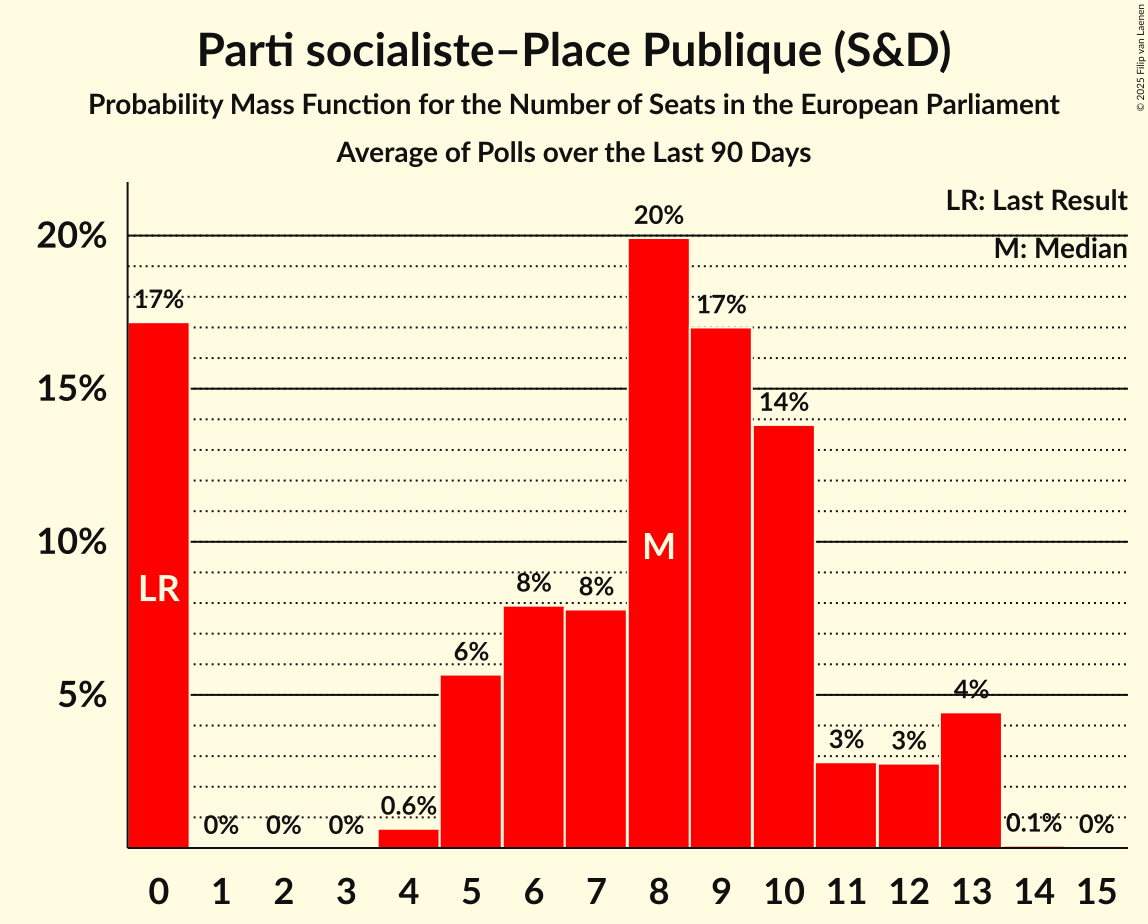 Parti socialiste–Place Publique (S&D)
Probability Mass Function for the Number of Seats in the European Parliament
Average of Polls over the Last 90 Days
© 2025 Filip van Laenen
LR: Last Result
M: Median
20%
15%
10%
5%
17%
0%
0%
0%
0.6%
6%
8%
8%
20%
17%
14%
3%
3%
4%
0.1%
0%
LR
M
0 1 2 3 4 5 6 7 8 9 10 11 12 13 14 15